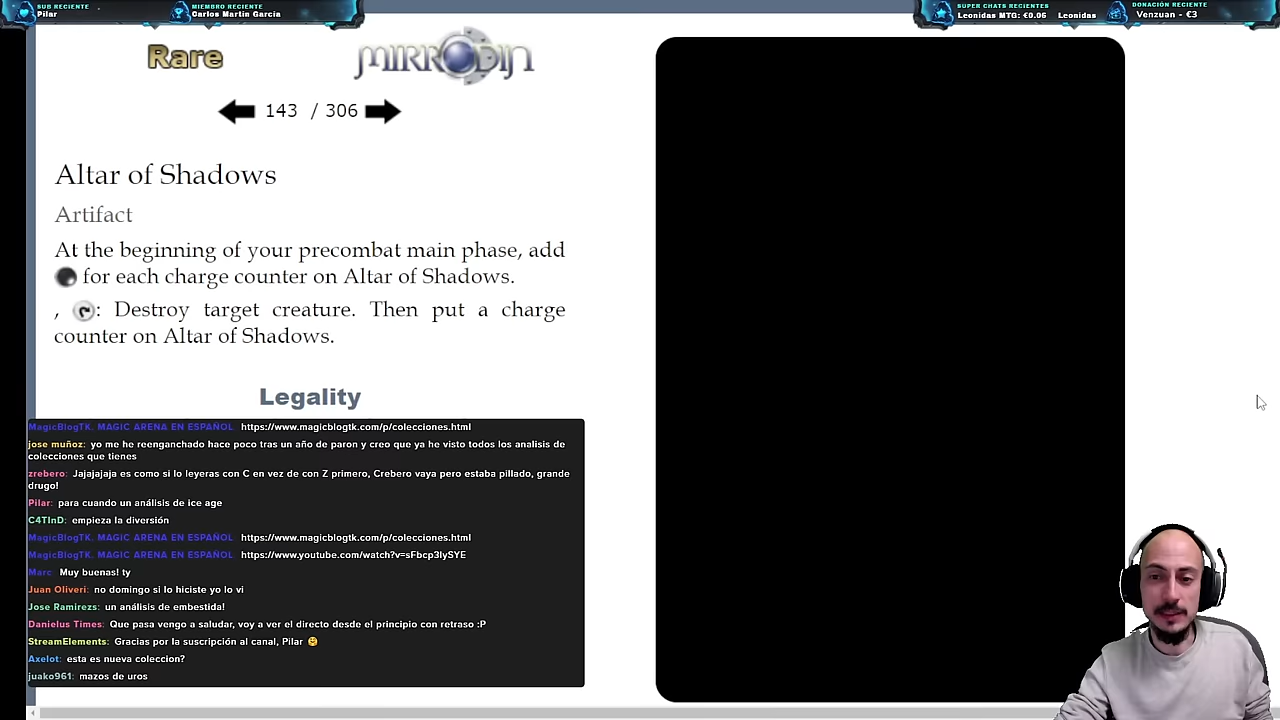 SUB RECIENTE
Pilar
MIEMBRO RECIENTE
Carlos Martin Garcia
SUPER CHATS RECIENTES
Leonidas MTG: €0.06 Leonidas
DONACIÓN RECIENTE
Venzuan - €3
Rare
MIRRODIN
143 / 306
Altar of Shadows
Artifact
At the beginning of your precombat main phase, add
for each charge counter on Altar of Shadows.
, : Destroy target creature. Then put a charge
counter on Altar of Shadows.
Legality
MagicBlogTK. MAGIC ARENA EN ESPAÑOL https://www.magicblogtk.com/p/colecciones.html
jose muñoz: yo me he reenganchado hace poco tras un año de paron y creo que ya he visto todos los analisis de
colecciones que tienes
zrebero: Jajajajaja es como si lo leyeras con C en vez de con Z primero, Crebero vaya pero estaba pillado, grande
drugo!
Pilar: para cuando un análisis de ice age
C4TInD: empieza la diversión
MagicBlogTK. MAGIC ARENA EN ESPAÑOL https://www.magicblogtk.com/p/colecciones.html
MagicBlogTK. MAGIC ARENA EN ESPAÑOL https://www.youtube.com/watch?v=sFbcp3lySYE
Marc: Muy buenas! ty
Juan Oliveri: no domingo si lo hiciste yo lo vi
Jose Ramirezs: un análisis de embestida!
Danielus Times: Que pasa vengo a saludar, voy a ver el directo desde el principio con retraso :P
StreamElements: Gracias por la suscripción al canal, Pilar
Axelot: esta es nueva coleccion?
juako961: mazos de uros